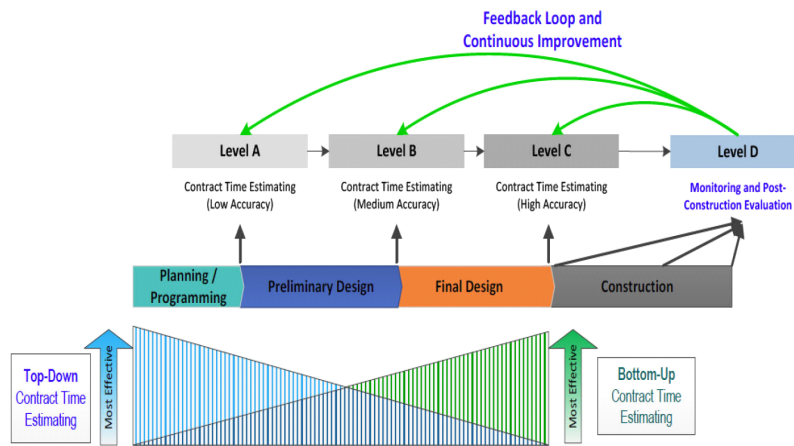 Feedback Loop and
Continuous Improvement
Level A
Level B
Level C
Level D
Contract Time Estimating
(Low Accuracy)
Contract Time Estimating
(Medium Accuracy)
Contract Time Estimating
(High Accuracy)
Monitoring and Post-
Construction Evaluation
Planning /
Programming
Preliminary Design
Final Design
Construction
Top-Down
Contract Time
Estimating
Most Effective
Most Effective
Bottom-Up
Contract Time
Estimating